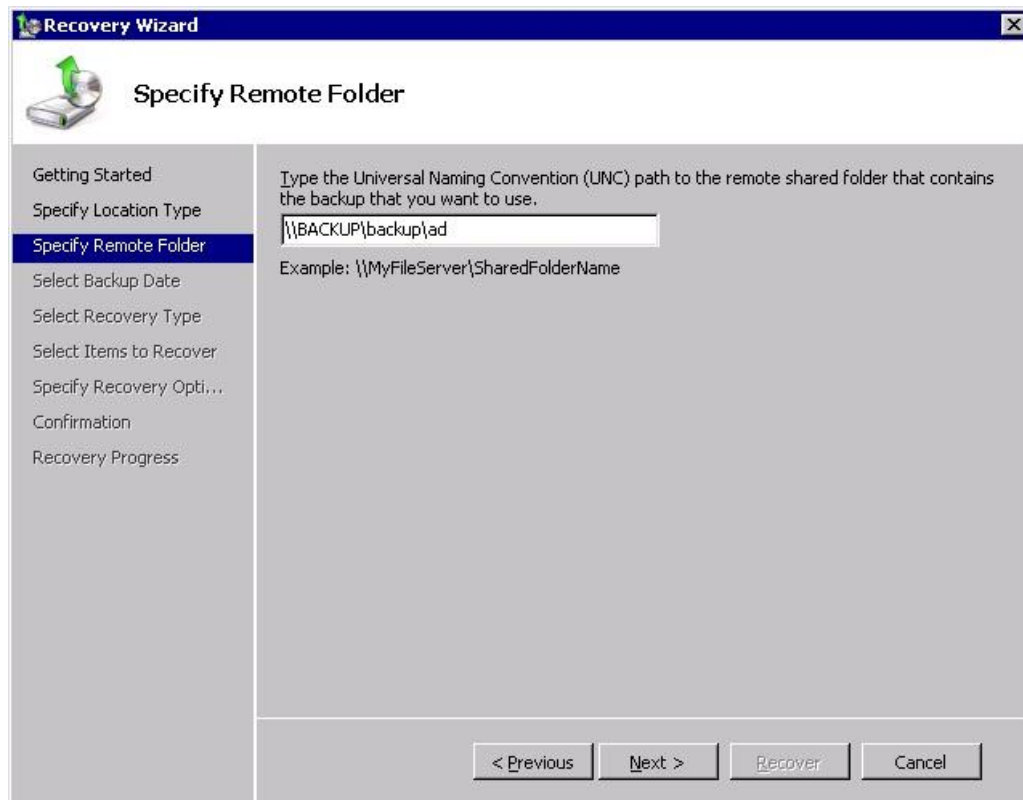 Recovery Wizard
Specify Remote Folder
Getting Started
Specify Location Type
Specify Remote Folder
Select Backup Date
Select Recovery Type
Select Items to Recover
Specify Recovery Opti...
Confirmation
Recovery Progress
Type the Universal Naming Convention (UNC) path to the remote shared folder that contains
the backup that you want to use.
\\BACKUP\backup\ad
Example: \\MyFileServer\SharedFolderName
< Previous
Next >
Recover
Cancel